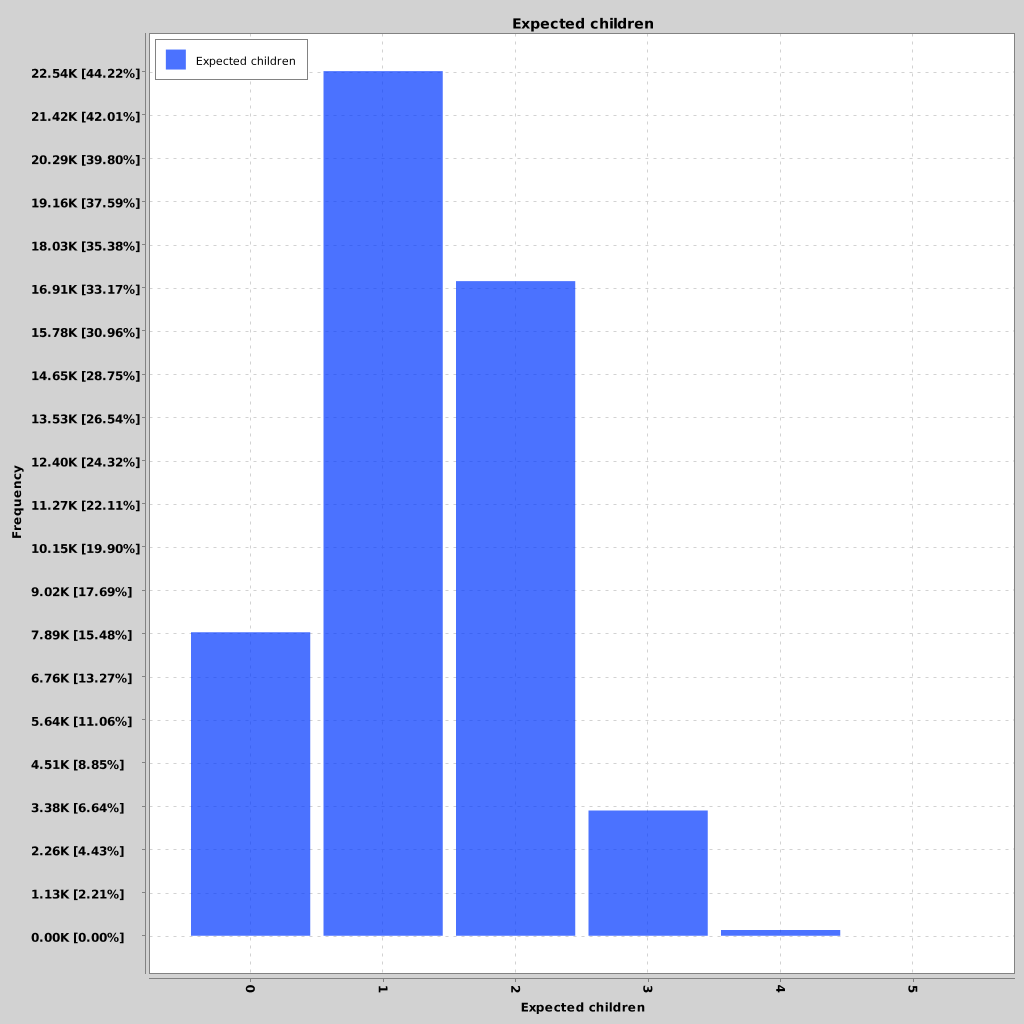 Expected children
Expected children
22.54K [44.22%]
21.42K [42.01%]
20.29K [39.80%]
19.16K [37.59%]
18.03K [35.38%]
16.91K [33.17%]
15.78K [30.96%]
14.65K [28.75%]
13.53K [26.54%]
12.40K [24.32%]
11.27K [22.11%]
10.15K [19.90%]
9.02K [17.69%]
7.89K [15.48%]
6.76K [13.27%]
5.64K [11.06%]
4.51K [8.85%]
3.38K [6.64%]
2.26K [4.43%]
1.13K [2.21%]
0.00K [0.00%]
Frequency
0 1 2 3 4 5
Expected children